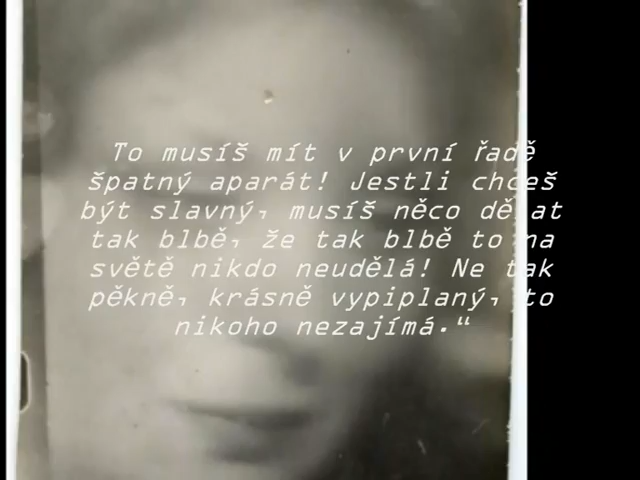 To musíš mít v první řadě
špatný aparát! Jestli chceš
být slavný, musíš něco dělat
tak blbě, že tak blbě to na
světě nikdo neudělá! Ne tak
pěkně, krásně vypiplaný, to
nikoho nezajímá.“